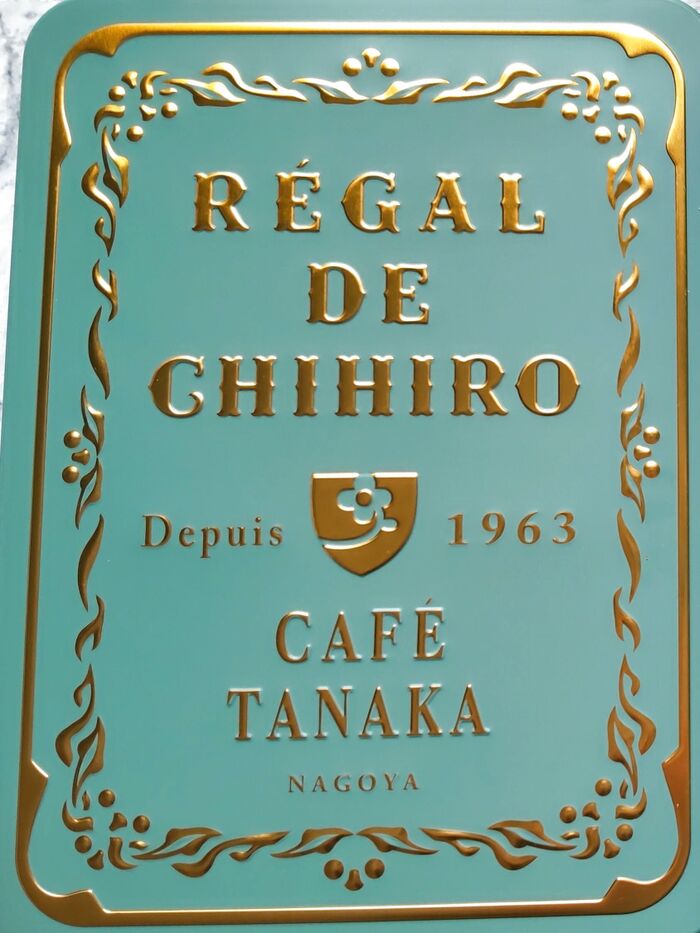 RÉGAL
DE
CHIHIRO
Depuis 1963
CAFÉ
TANAKA
NAGOYA